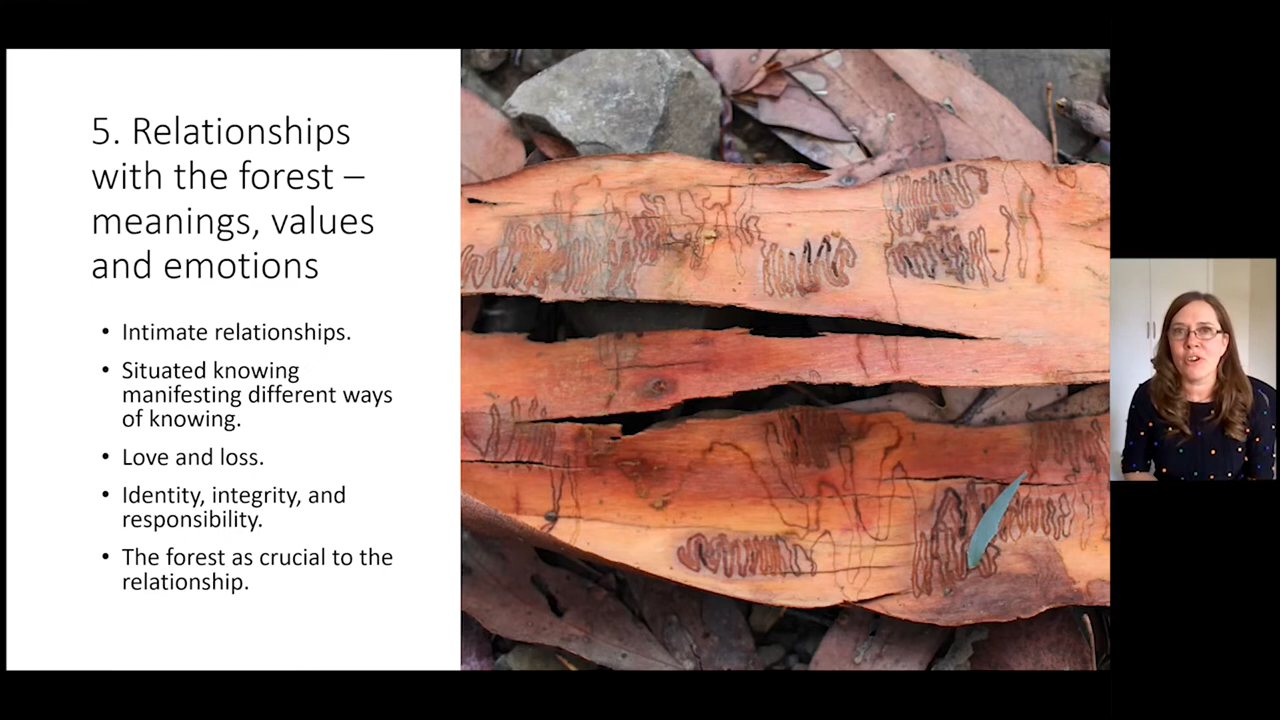 5. Relationships
with the forest –
meanings, values
and emotions
• Intimate relationships.
• Situated knowing
manifesting different ways
of knowing.
• Love and loss.
• Identity, integrity, and
responsibility.
• The forest as crucial to the
relationship.